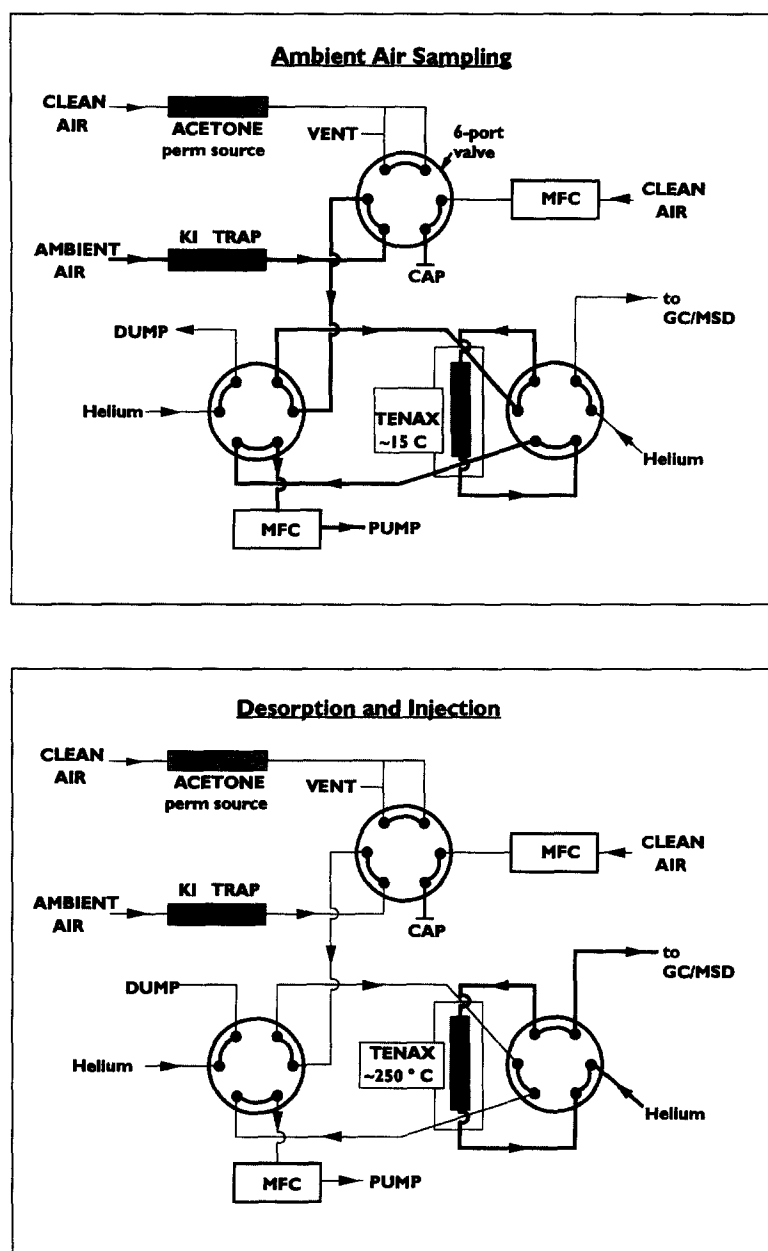 Ambient Air Sampling
CLEAN
AIR
ACETONE
perm source
VENT
6-port
valve
MFC
CLEAN
AIR
AMBIENT
AIR
KI TRAP
CAP
DUMP
to
GC/MSD
Helium
TENAX
~15 C
Helium
MFC
PUMP
Desorption and Injection
CLEAN
AIR
ACETONE
perm source
VENT
MFC
CLEAN
AIR
AMBIENT
AIR
KI TRAP
CAP
DUMP
to
GC/MSD
Helium
TENAX
~250 ° C
Helium
MFC
PUMP